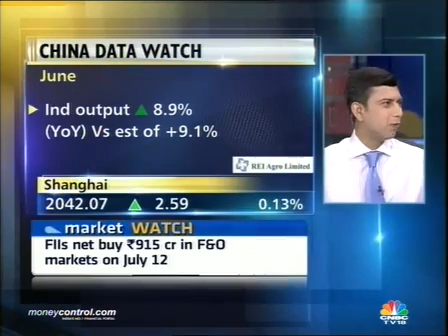 CHINA DATA WATCH
June
Ind output ▲ 8.9%
(YoY) Vs est of +9.1%
REI Agro Limited
Shanghai
2042.07 ▲ 2.59 0.13%
market WATCH
FIIs net buy ₹915 cr in F&O
markets on July 12
moneycontrol.com
CNBC
TV18